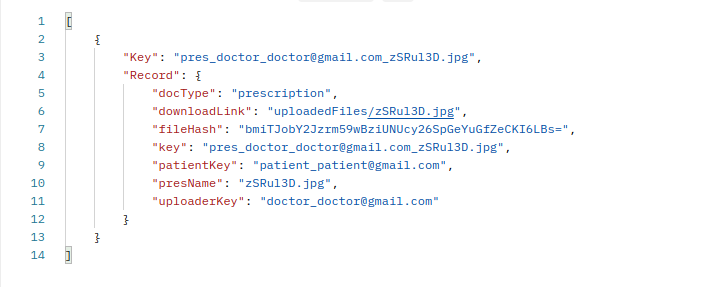 1 [
2 {
3 "Key": "pres_doctor_doctor@gmail.com_zSRul3D.jpg",
4 "Record": {
5 "docType": "prescription",
6 "downloadLink": "uploadedFiles/zSRul3D.jpg",
7 "fileHash": "bmiTJobY2Jzrm59wBziUNUcy26SpGeYuGfZeCKI6LBs=",
8 "key": "pres_doctor_doctor@gmail.com_zSRul3D.jpg",
9 "patientKey": "patient_patient@gmail.com",
10 "presName": "zSRul3D.jpg",
11 "uploaderKey": "doctor_doctor@gmail.com"
12 }
13 }
14 ]